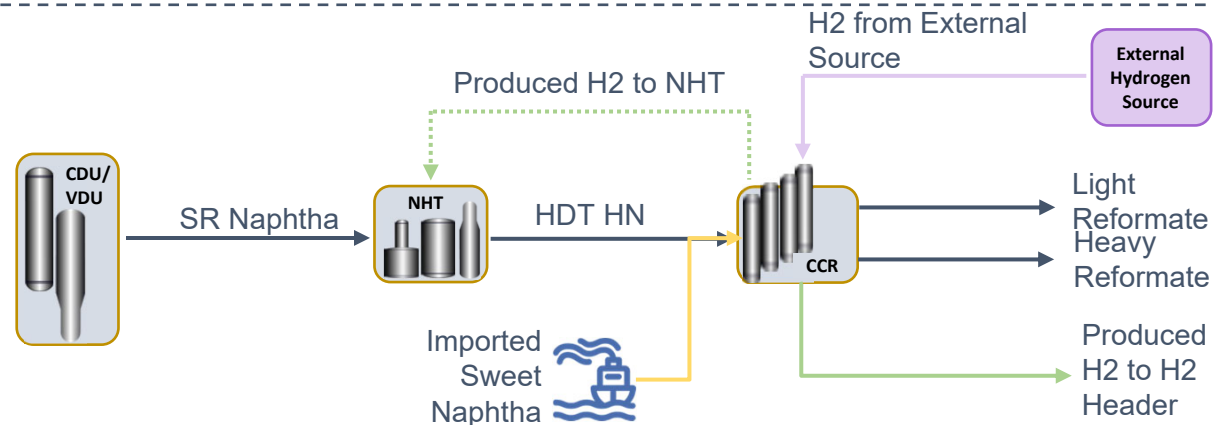 H2 from External
Source
External
Hydrogen
Source
Produced H2 to NHT
CDU/
VDU
SR Naphtha
NHT
HDT HN
CCR
Light
Reformate
Heavy
Reformate
Imported
Sweet
Naphtha
Produced
H2 to H2
Header